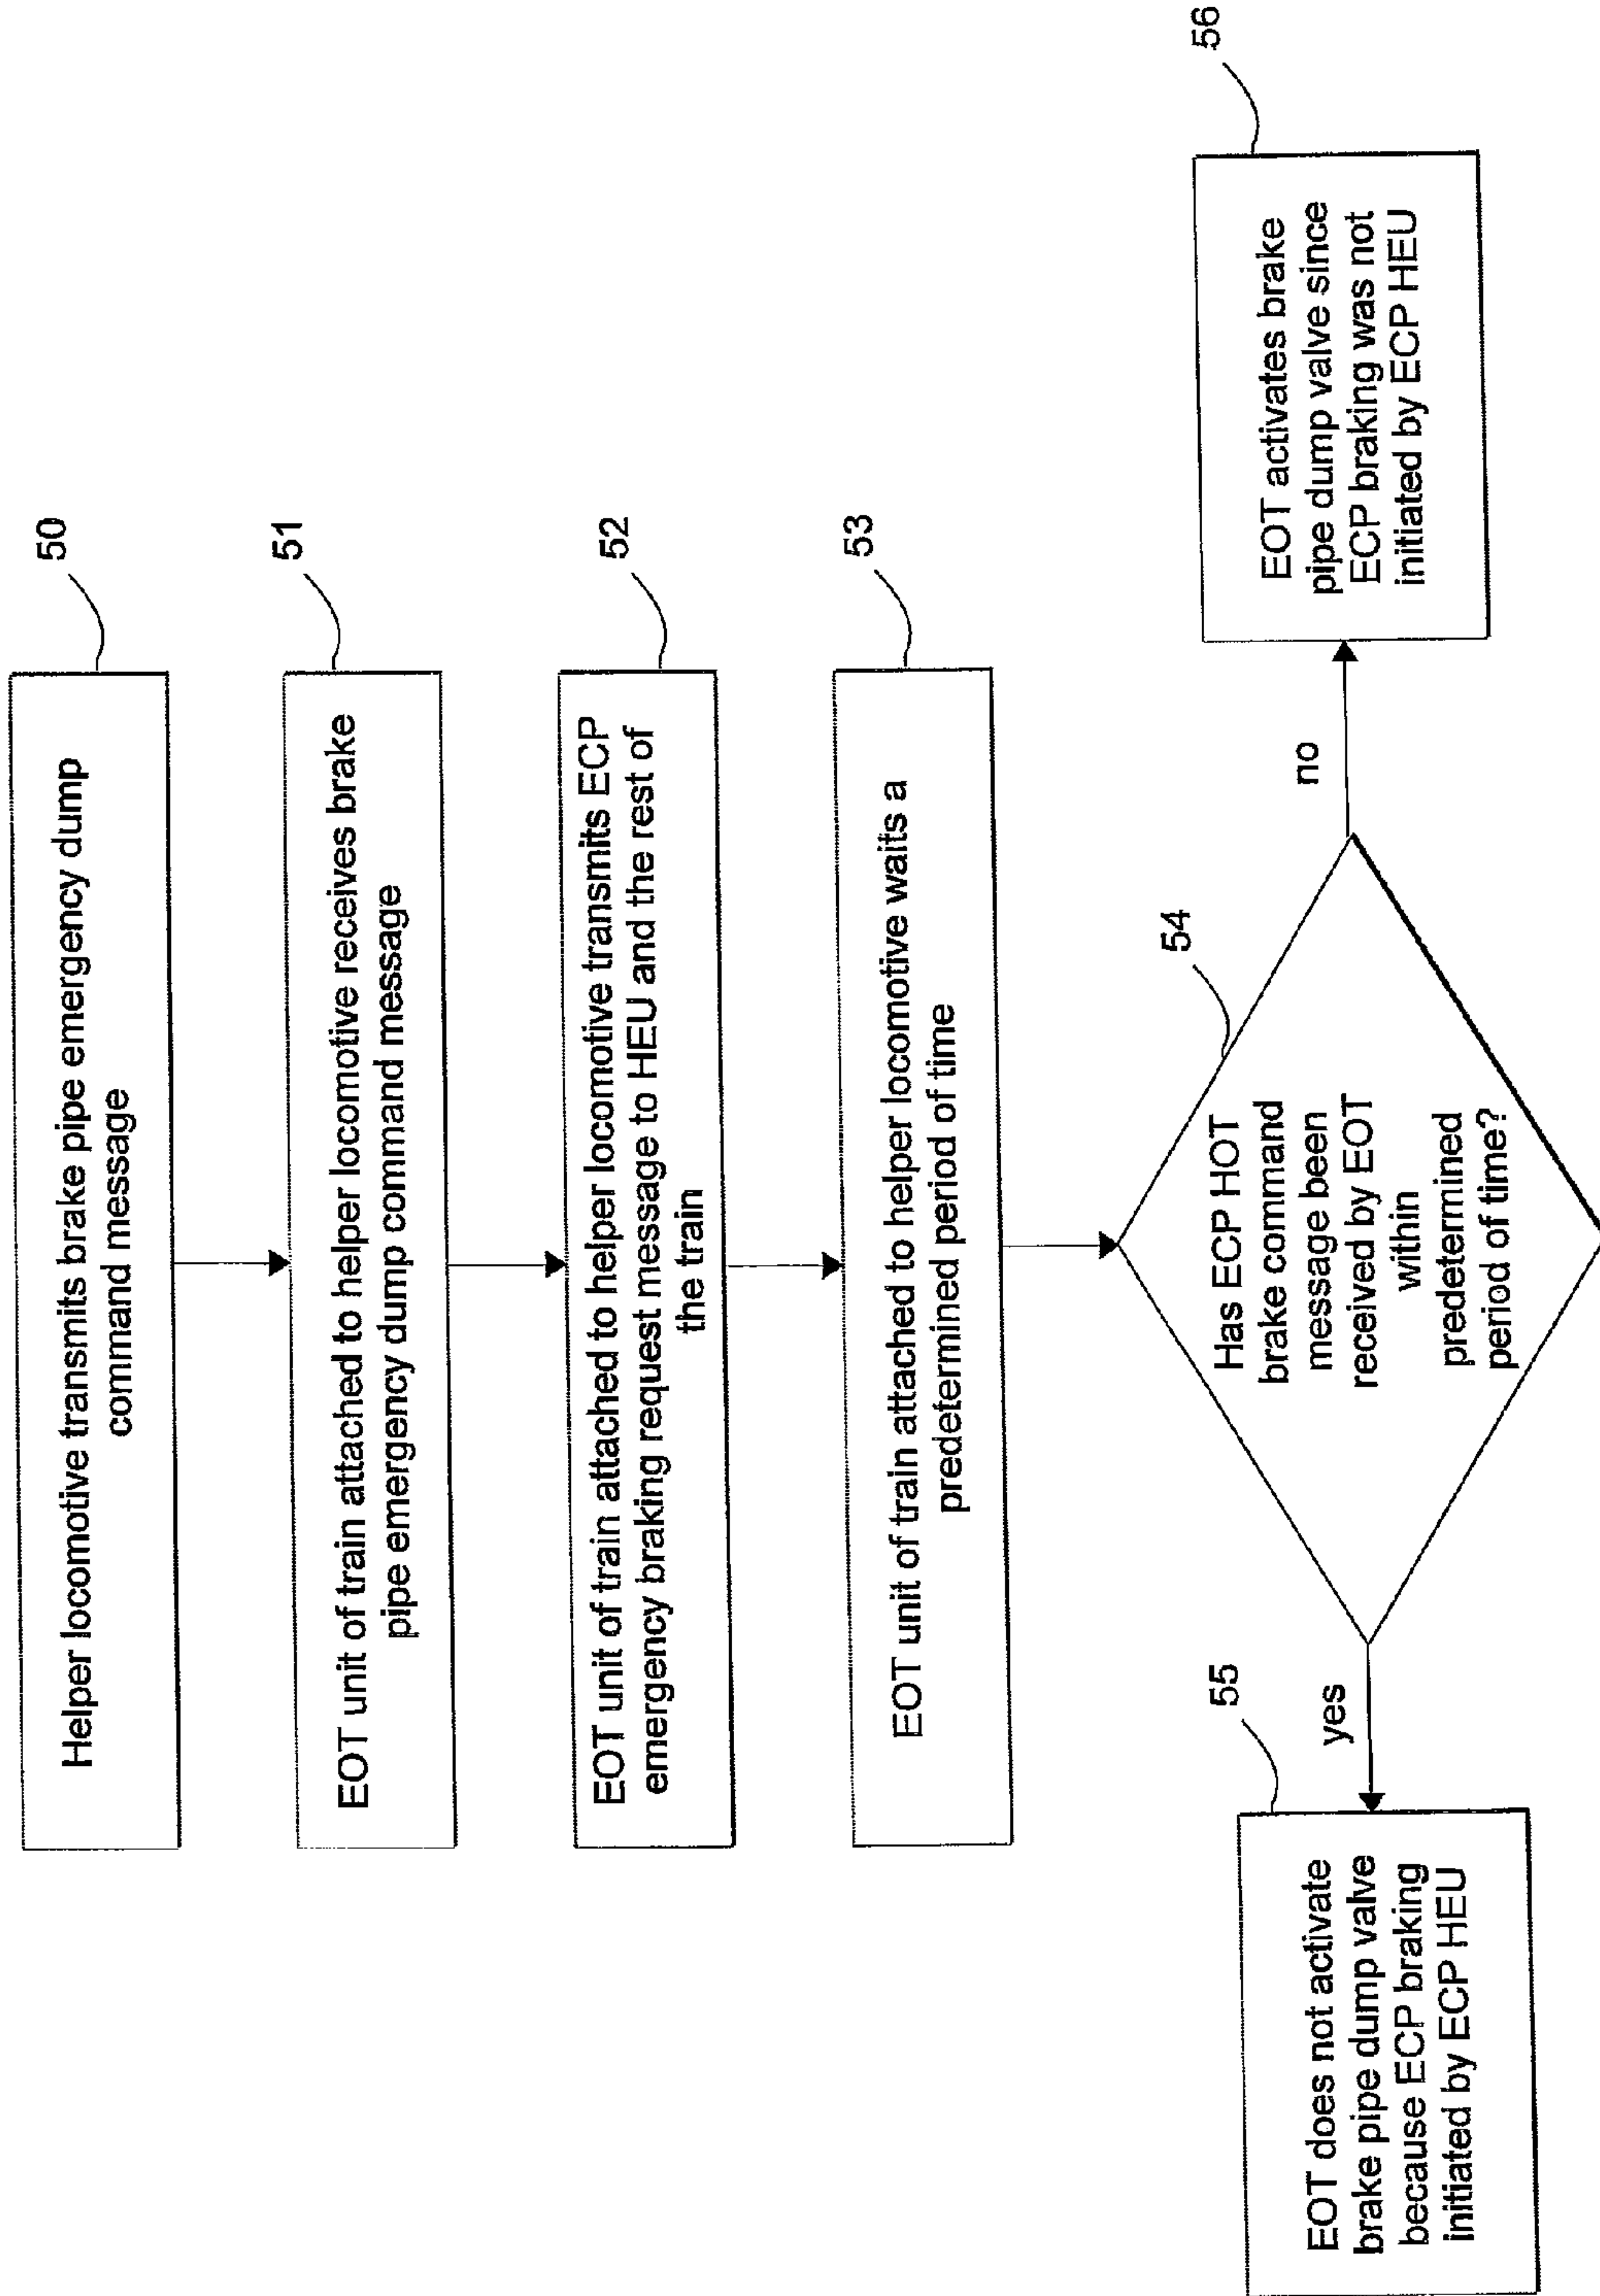 50
Helper locomotive transmits brake pipe emergency dump
command message
51
EOT unit of train attached to helper locomotive receives brake
pipe emergency dump command message
52
EOT unit of train attached to helper locomotive transmits ECP
emergency braking request message to HEU and the rest of
the train
53
EOT unit of train attached to helper locomotive waits a
predetermined period of time
54
Has ECP HOT
brake command
message been
received by EOT
within
predetermined
period of time?
yes
no
55
EOT does not activate
brake pipe dump valve
because ECP braking
initiated by ECP HEU
56
EOT activates brake
pipe dump valve since
ECP braking was not
initiated by ECP HEU